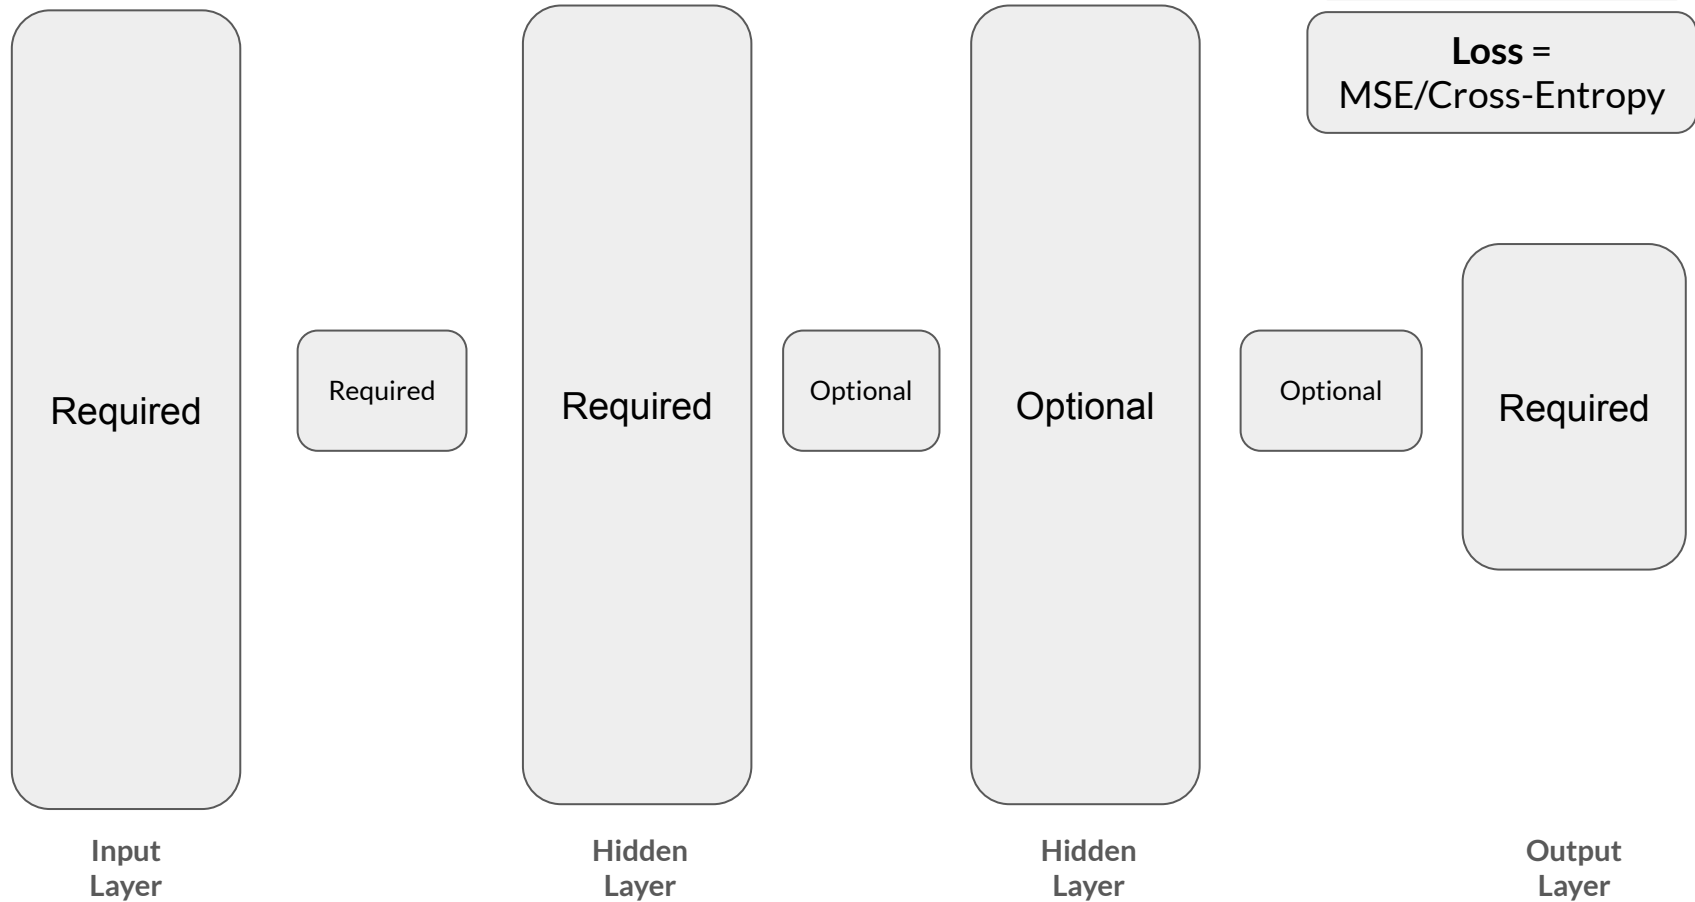 Loss =
MSE/Cross-Entropy
Required
Required
Required
Optional
Optional
Optional
Required
Input
Layer
Hidden
Layer
Hidden
Layer
Output
Layer